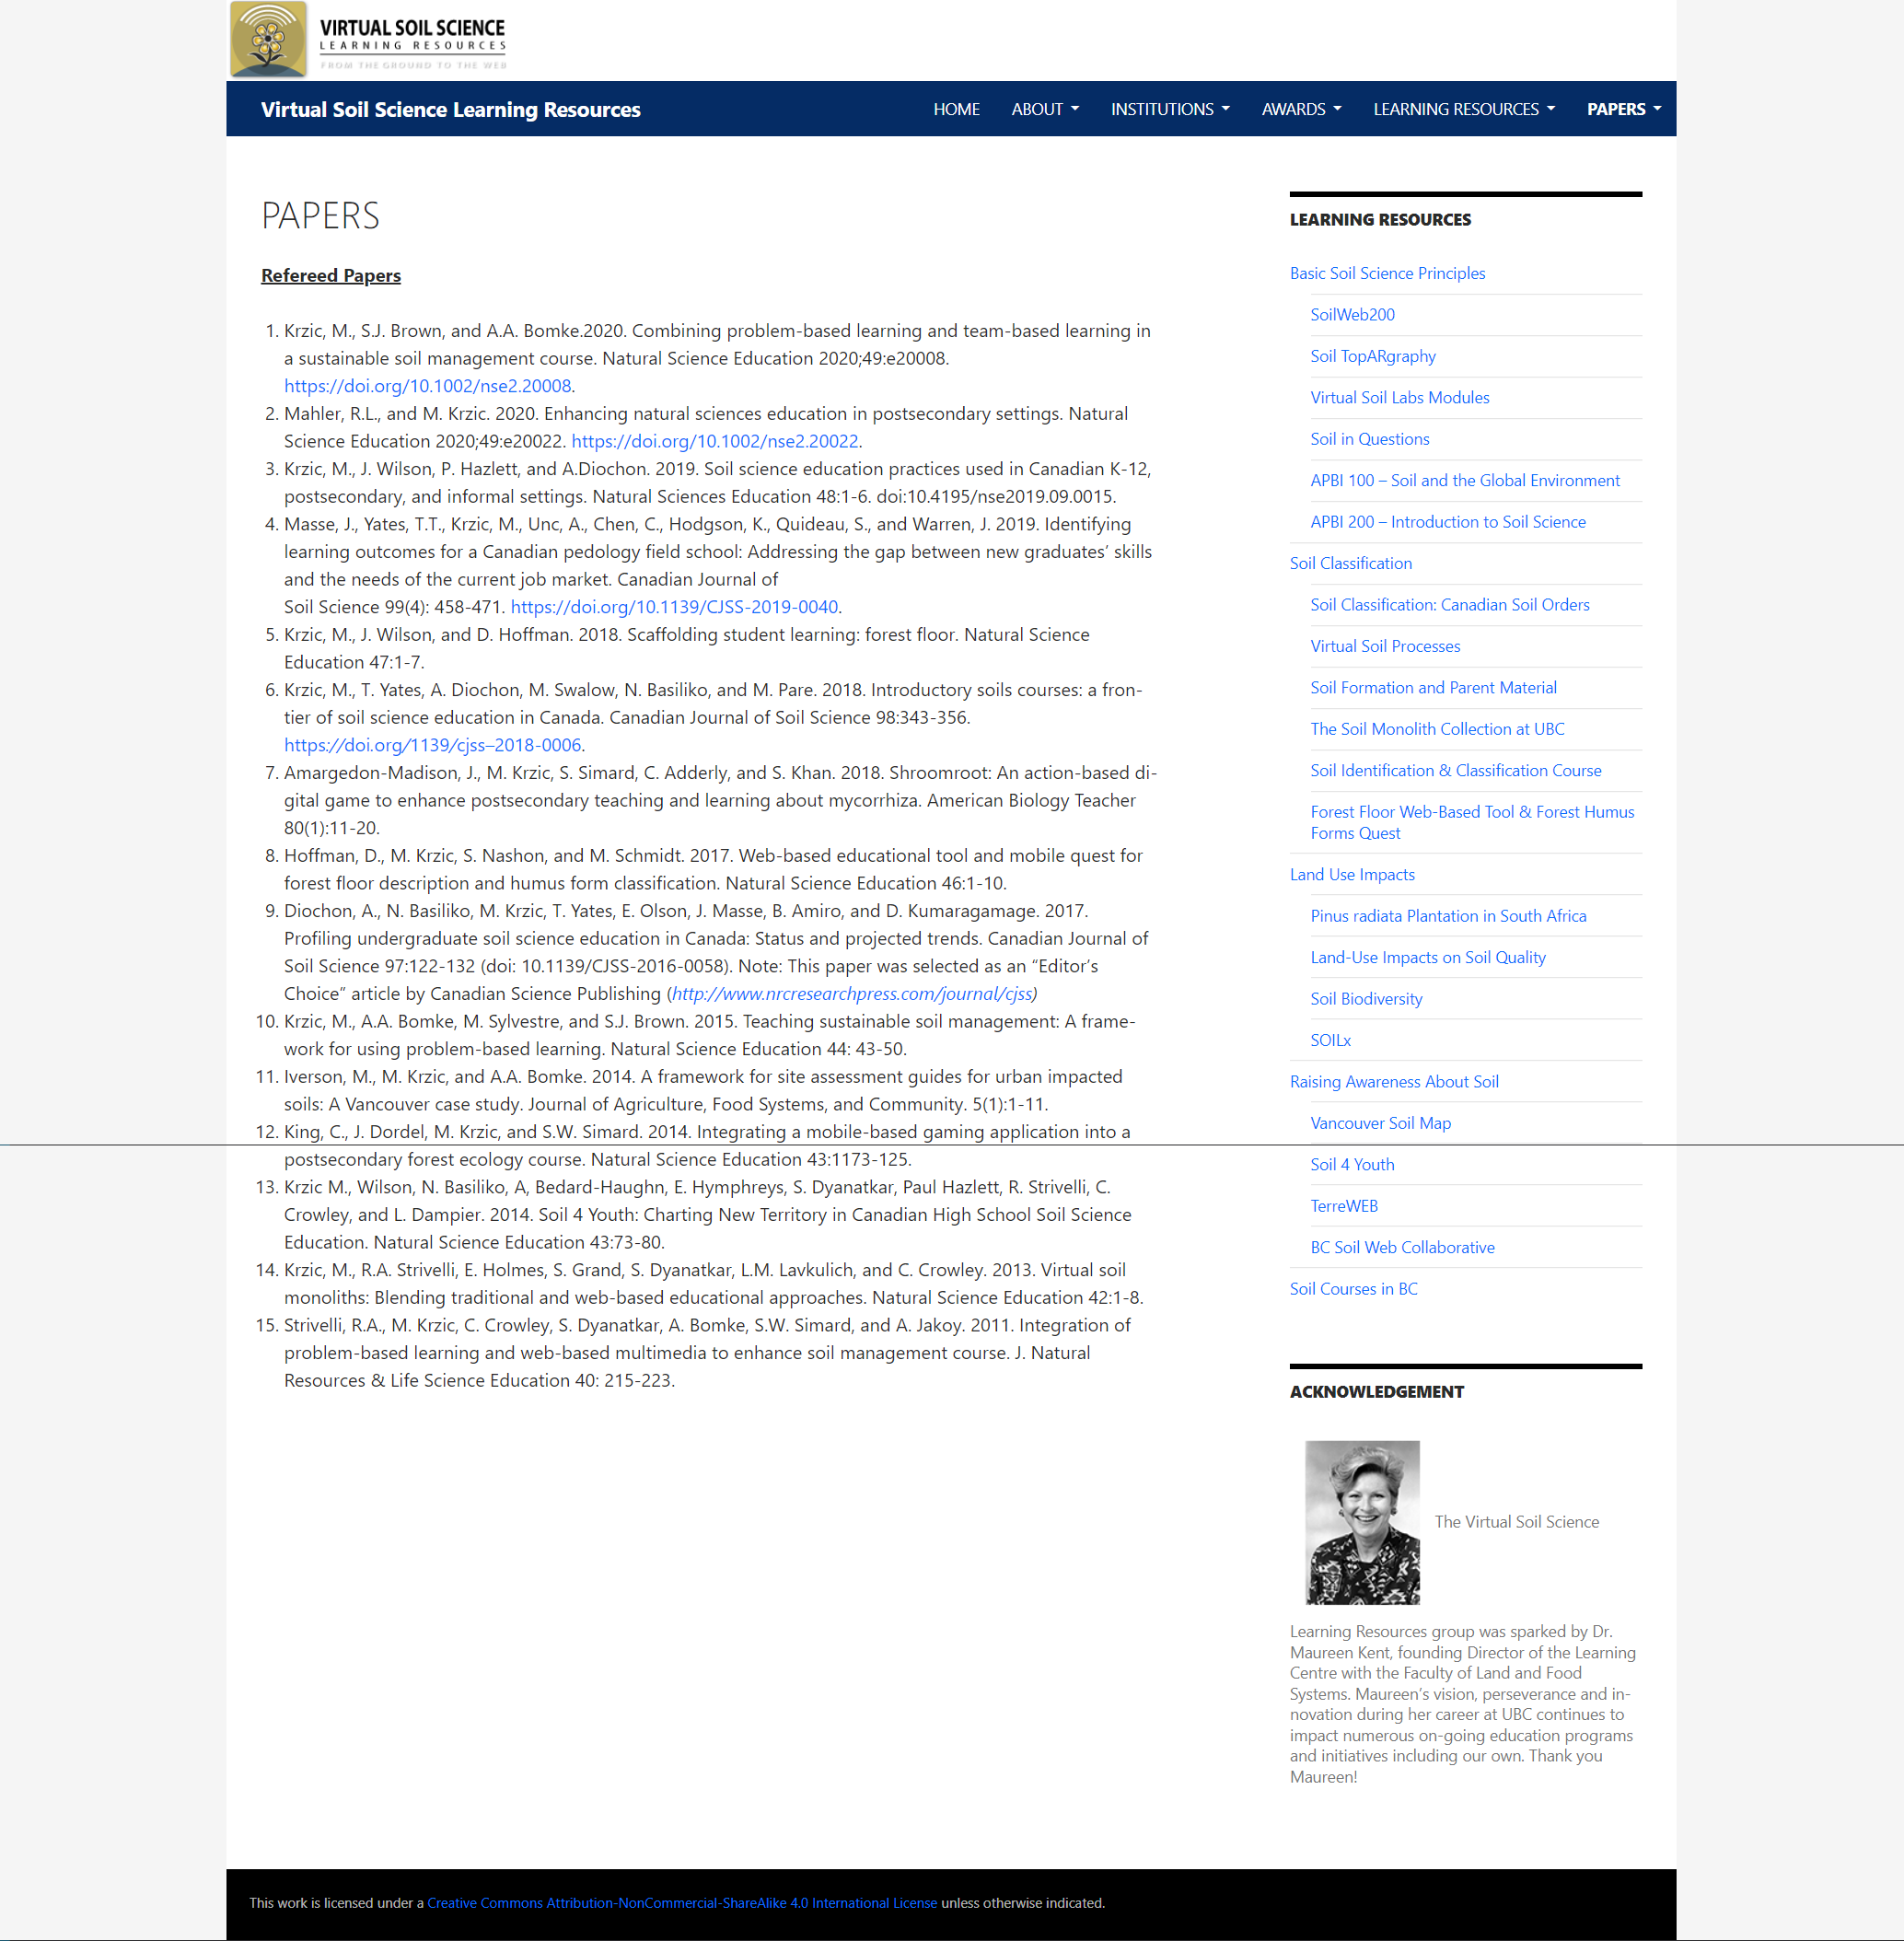 VIRTUAL SOIL SCIENCE
LEARNING RESOURCES
FROM THE GROUND TO THE WEB
Virtual Soil Science Learning Resources
HOME ABOUT INSTITUTIONS AWARDS LEARNING RESOURCES PAPERS
PAPERS
Refereed Papers
1. Krzic, M., S.J. Brown, and A.A. Bomke.2020. Combining problem-based learning and team-based learning in
a sustainable soil management course. Natural Science Education 2020;49:e20008.
https://doi.org/10.1002/nse2.20008.
2. Mahler, R.L., and M. Krzic. 2020. Enhancing natural sciences education in postsecondary settings. Natural
Science Education 2020;49:e20022. https://doi.org/10.1002/nse2.20022.
3. Krzic, M., J. Wilson, P. Hazlett, and A.Diochon. 2019. Soil science education practices used in Canadian K-12,
postsecondary, and informal settings. Natural Sciences Education 48:1-6. doi:10.4195/nse2019.09.0015.
4. Masse, J., Yates, T.T., Krzic, M., Unc, A., Chen, C., Hodgson, K., Quideau, S., and Warren, J. 2019. Identifying
learning outcomes for a Canadian pedology field school: Addressing the gap between new graduates’ skills
and the needs of the current job market. Canadian Journal of
Soil Science 99(4): 458-471. https://doi.org/10.1139/CJSS-2019-0040.
5. Krzic, M., J. Wilson, and D. Hoffman. 2018. Scaffolding student learning: forest floor. Natural Science
Education 47:1-7.
6. Krzic, M., T. Yates, A. Diochon, M. Swalow, N. Basiliko, and M. Pare. 2018. Introductory soils courses: a fron-
tier of soil science education in Canada. Canadian Journal of Soil Science 98:343-356.
https://doi.org/1139/cjss–2018-0006.
7. Amargedon-Madison, J., M. Krzic, S. Simard, C. Adderly, and S. Khan. 2018. Shroomroot: An action-based di-
gital game to enhance postsecondary teaching and learning about mycorrhiza. American Biology Teacher
80(1):11-20.
8. Hoffman, D., M. Krzic, S. Nashon, and M. Schmidt. 2017. Web-based educational tool and mobile quest for
forest floor description and humus form classification. Natural Science Education 46:1-10.
9. Diochon, A., N. Basiliko, M. Krzic, T. Yates, E. Olson, J. Masse, B. Amiro, and D. Kumaragamage. 2017.
Profiling undergraduate soil science education in Canada: Status and projected trends. Canadian Journal of
Soil Science 97:122-132 (doi: 10.1139/CJSS-2016-0058). Note: This paper was selected as an “Editor’s
Choice” article by Canadian Science Publishing (http://www.nrcresearchpress.com/journal/cjss)
10. Krzic, M., A.A. Bomke, M. Sylvestre, and S.J. Brown. 2015. Teaching sustainable soil management: A frame-
work for using problem-based learning. Natural Science Education 44: 43-50.
11. Iverson, M., M. Krzic, and A.A. Bomke. 2014. A framework for site assessment guides for urban impacted
soils: A Vancouver case study. Journal of Agriculture, Food Systems, and Community. 5(1):1-11.
12. King, C., J. Dordel, M. Krzic, and S.W. Simard. 2014. Integrating a mobile-based gaming application into a
postsecondary forest ecology course. Natural Science Education 43:1173-125.
13. Krzic M., Wilson, N. Basiliko, A, Bedard-Haughn, E. Hymphreys, S. Dyanatkar, Paul Hazlett, R. Strivelli, C.
Crowley, and L. Dampier. 2014. Soil 4 Youth: Charting New Territory in Canadian High School Soil Science
Education. Natural Science Education 43:73-80.
14. Krzic, M., R.A. Strivelli, E. Holmes, S. Grand, S. Dyanatkar, L.M. Lavkulich, and C. Crowley. 2013. Virtual soil
monoliths: Blending traditional and web-based educational approaches. Natural Science Education 42:1-8.
15. Strivelli, R.A., M. Krzic, C. Crowley, S. Dyanatkar, A. Bomke, S.W. Simard, and A. Jakoy. 2011. Integration of
problem-based learning and web-based multimedia to enhance soil management course. J. Natural
Resources & Life Science Education 40: 215-223.
LEARNING RESOURCES
Basic Soil Science Principles
SoilWeb200
Soil TopARgraphy
Virtual Soil Labs Modules
Soil in Questions
APBI 100 – Soil and the Global Environment
APBI 200 – Introduction to Soil Science
Soil Classification
Soil Classification: Canadian Soil Orders
Virtual Soil Processes
Soil Formation and Parent Material
The Soil Monolith Collection at UBC
Soil Identification & Classification Course
Forest Floor Web-Based Tool & Forest Humus
Forms Quest
Land Use Impacts
Pinus radiata Plantation in South Africa
Land-Use Impacts on Soil Quality
Soil Biodiversity
SOILx
Raising Awareness About Soil
Vancouver Soil Map
Soil 4 Youth
TerreWEB
BC Soil Web Collaborative
Soil Courses in BC
ACKNOWLEDGEMENT
The Virtual Soil Science
Learning Resources group was sparked by Dr.
Maureen Kent, founding Director of the Learning
Centre with the Faculty of Land and Food
Systems. Maureen’s vision, perseverance and in-
novation during her career at UBC continues to
impact numerous on-going education programs
and initiatives including our own. Thank you
Maureen!
This work is licensed under a Creative Commons Attribution-NonCommercial-ShareAlike 4.0 International License unless otherwise indicated.